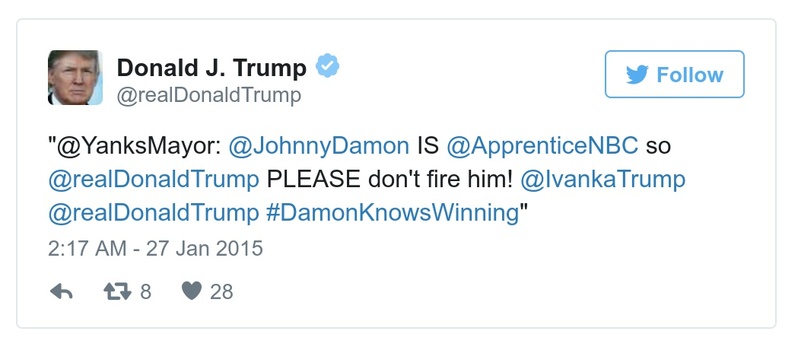 Donald J. Trump
@realDonaldTrump
Follow
"@YanksMayor: @JohnnyDamon IS @ApprenticeNBC so
@realDonaldTrump PLEASE don't fire him! @IvankaTrump
@realDonaldTrump #DamonKnowsWinning"
2:17 AM - 27 Jan 2015
8 28